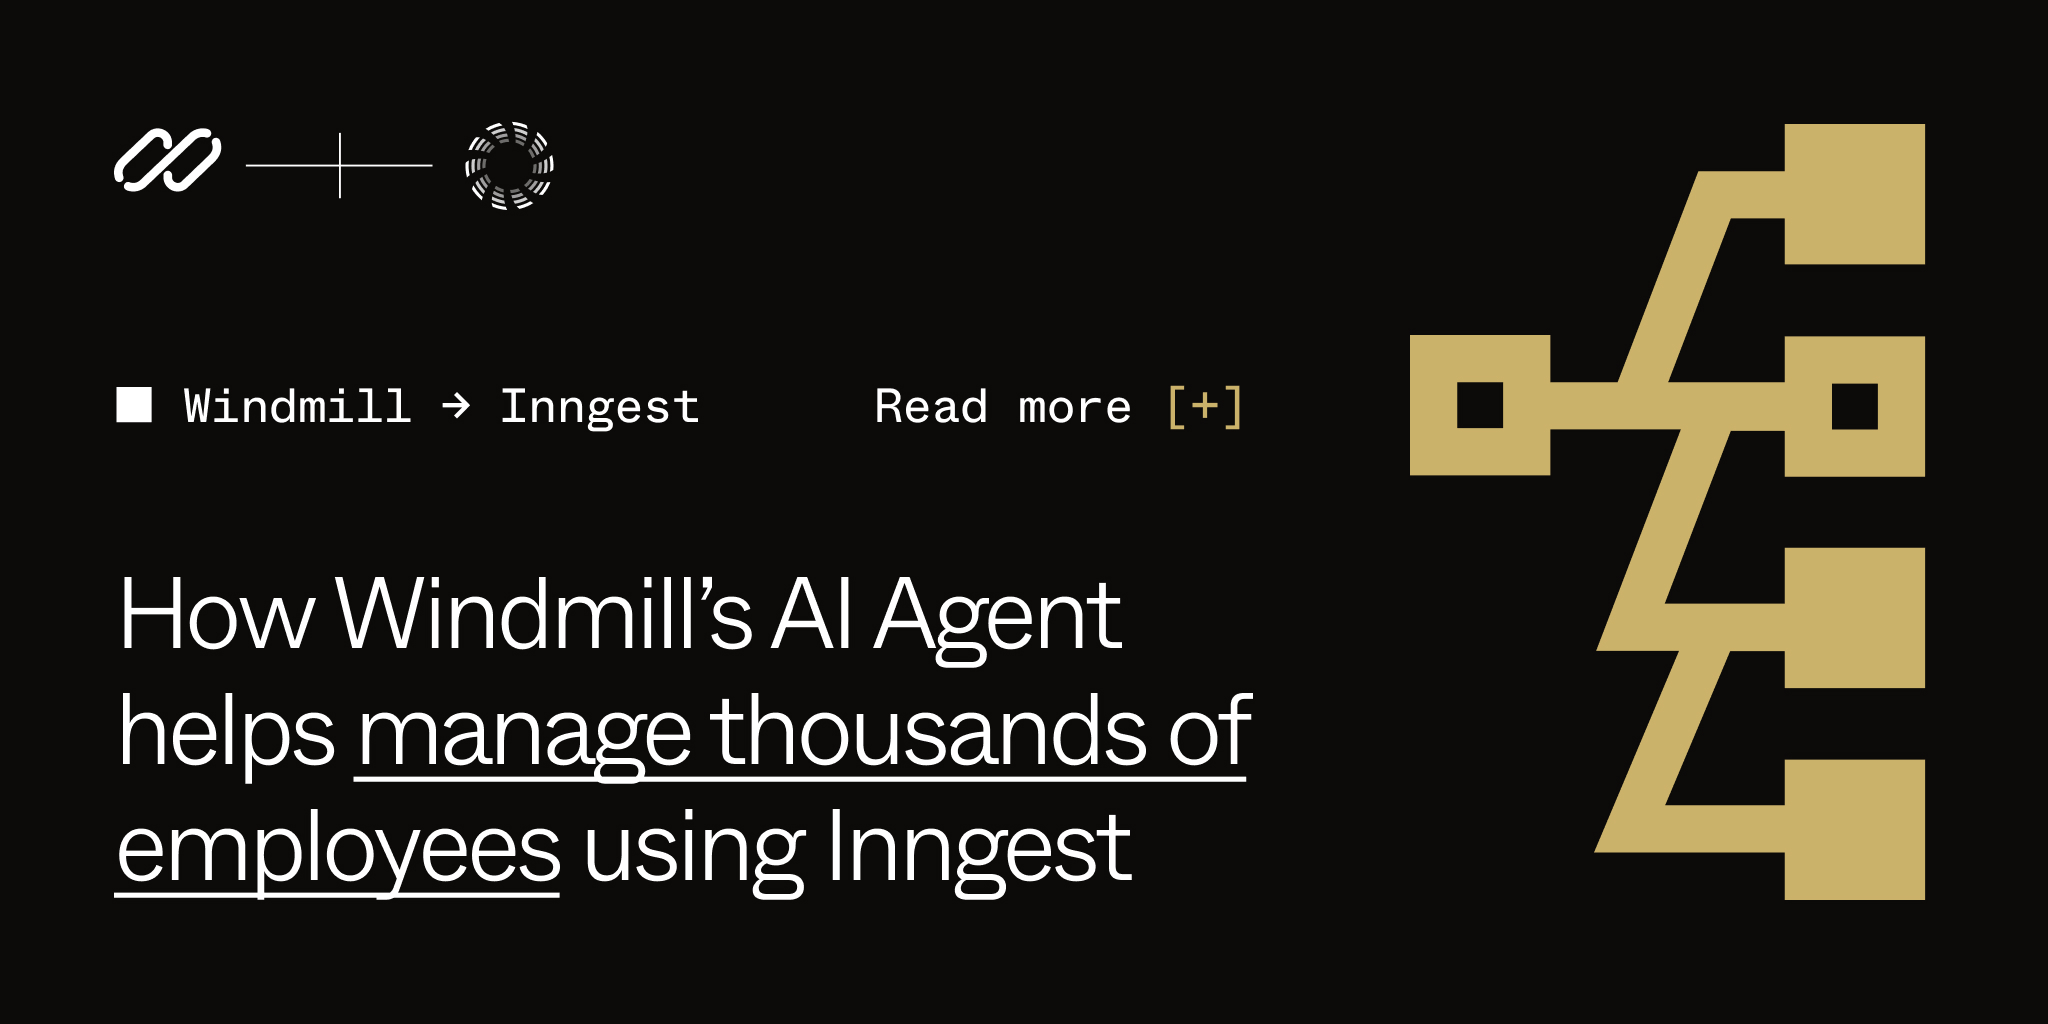 Windmill → Inngest
Read more [+]
How Windmill’s AI Agent
helps manage thousands of
employees using Inngest